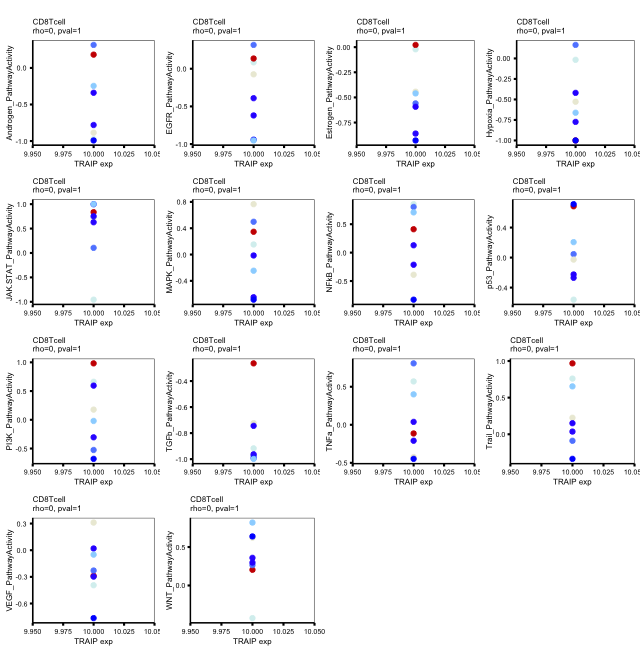 CD8Tcell
rho=0, pval=1
Androgen_PathwayActivity
0.0
-0.5
-1.0
9.950 9.975 10.000 10.025 10.05
TRAIP exp
CD8Tcell
rho=0, pval=1
EGFR_PathwayActivity
0.0
-0.5
-1.0
9.950 9.975 10.000 10.025 10.05
TRAIP exp
CD8Tcell
rho=0, pval=1
Estrogen_PathwayActivity
0.00
-0.25
-0.50
-0.75
9.950 9.975 10.000 10.025 10.05
TRAIP exp
CD8Tcell
rho=0, pval=1
Hypoxia_PathwayActivity
0.00
-0.25
-0.50
-0.75
-1.00
9.950 9.975 10.000 10.025 10.05
TRAIP exp
CD8Tcell
rho=0, pval=1
JAK-STAT_PathwayActivity
1.0
0.5
0.0
-0.5
-1.0
9.950 9.975 10.000 10.025 10.05
TRAIP exp
CD8Tcell
rho=0, pval=1
MAPK_PathwayActivity
0.8
0.4
0.0
-0.4
9.950 9.975 10.000 10.025 10.05
TRAIP exp
CD8Tcell
rho=0, pval=1
NFkB_PathwayActivity
0.5
0.0
-0.5
9.950 9.975 10.000 10.025 10.05
TRAIP exp
CD8Tcell
rho=0, pval=1
p53_PathwayActivity
0.4
0.0
-0.4
9.950 9.975 10.000 10.025 10.05
TRAIP exp
CD8Tcell
rho=0, pval=1
PI3K_PathwayActivity
1.0
0.5
0.0
-0.5
9.950 9.975 10.000 10.025 10.05
TRAIP exp
CD8Tcell
rho=0, pval=1
TGFb_PathwayActivity
-0.4
-0.6
-0.8
-1.0
9.950 9.975 10.000 10.025 10.05
TRAIP exp
CD8Tcell
rho=0, pval=1
TNFa_PathwayActivity
0.5
0.0
-0.5
9.950 9.975 10.000 10.025 10.05
TRAIP exp
CD8Tcell
rho=0, pval=1
Trail_PathwayActivity
1.0
0.5
0.0
9.950 9.975 10.000 10.025 10.05
TRAIP exp
CD8Tcell
rho=0, pval=1
VEGF_PathwayActivity
0.3
0.0
-0.3
-0.6
9.950 9.975 10.000 10.025 10.05
TRAIP exp
CD8Tcell
rho=0, pval=1
WNT_PathwayActivity
0.5
0.0
9.950 9.975 10.000 10.025 10.050
TRAIP exp